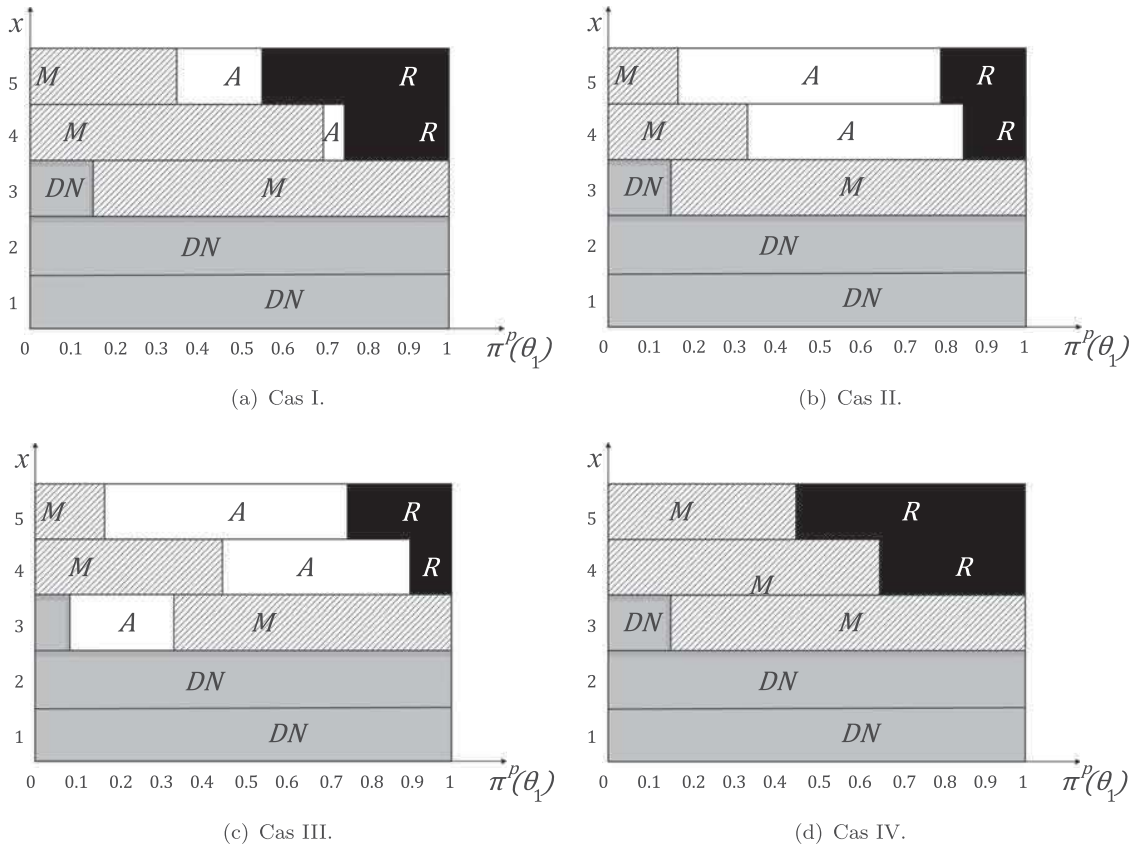 x
5 M A R
4 M A R
3 DN M
2 DN
1 DN
0 0.1 0.2 0.3 0.4 0.5 0.6 0.7 0.8 0.9 1 π^p(θ_1)
(a) Cas I.
x
5 M A R
4 M A R
3 DN M
2 DN
1 DN
0 0.1 0.2 0.3 0.4 0.5 0.6 0.7 0.8 0.9 1 π^p(θ_1)
(b) Cas II.
x
5 M A R
4 M A R
3 A M
2 DN
1 DN
0 0.1 0.2 0.3 0.4 0.5 0.6 0.7 0.8 0.9 1 π^p(θ_1)
(c) Cas III.
x
5 M R
4 M R
3 DN M
2 DN
1 DN
0 0.1 0.2 0.3 0.4 0.5 0.6 0.7 0.8 0.9 1 π^p(θ_1)
(d) Cas IV.